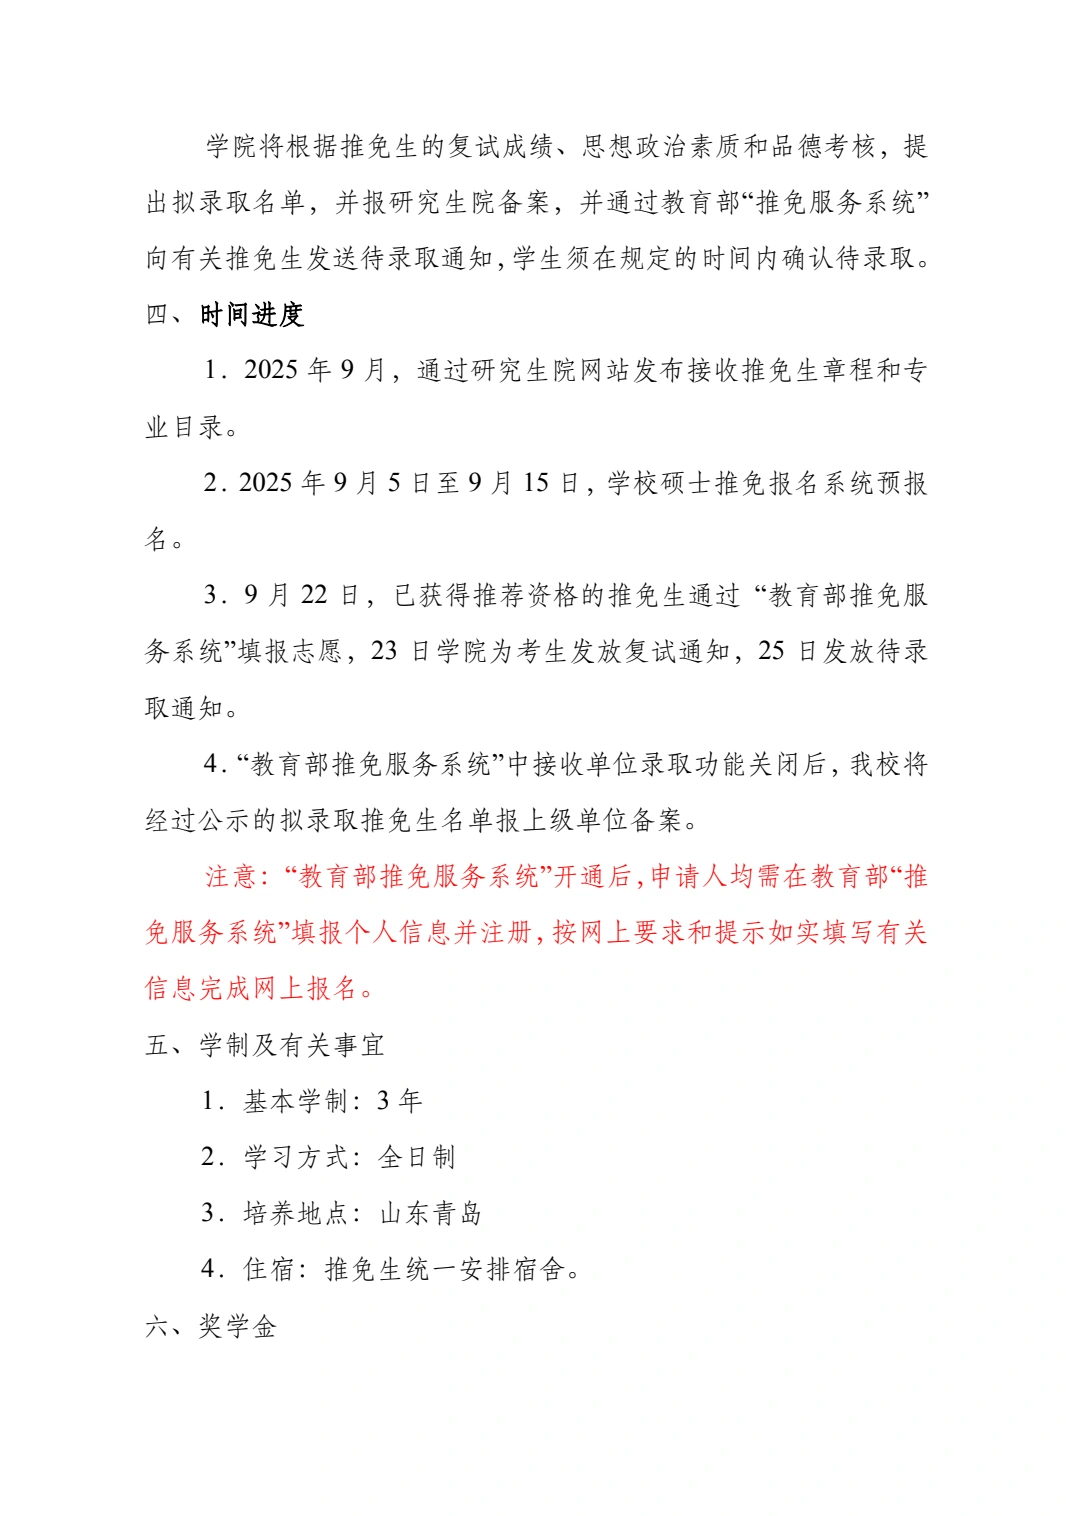 学院将根据推免生的复试成绩、思想政治素质和品德考核，提
出拟录取名单，并报研究生院备案，并通过教育部“推免服务系统”
向有关推免生发送待录取通知，学生须在规定的时间内确认待录取。
四、时间进度
1．2025 年 9 月，通过研究生院网站发布接收推免生章程和专
业目录。
2．2025 年 9 月 5 日至 9 月 15 日，学校硕士推免报名系统预报
名。
3．9 月 22 日，已获得推荐资格的推免生通过 “教育部推免服
务系统”填报志愿，23 日学院为考生发放复试通知，25 日发放待录
取通知。
4．“教育部推免服务系统”中接收单位录取功能关闭后，我校将
经过公示的拟录取推免生名单报上级单位备案。
注意：“教育部推免服务系统”开通后，申请人均需在教育部“推
免服务系统”填报个人信息并注册，按网上要求和提示如实填写有关
信息完成网上报名。
五、学制及有关事宜
1．基本学制：3 年
2．学习方式：全日制
3．培养地点：山东青岛
4．住宿：推免生统一安排宿舍。
六、奖学金